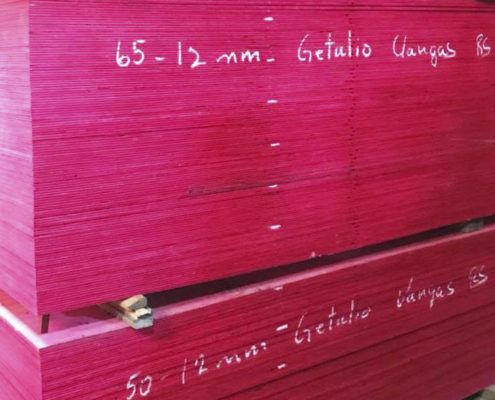 65-12 mm - Getulio Vargas RS
50-12 mm - Getulio Vargas RS